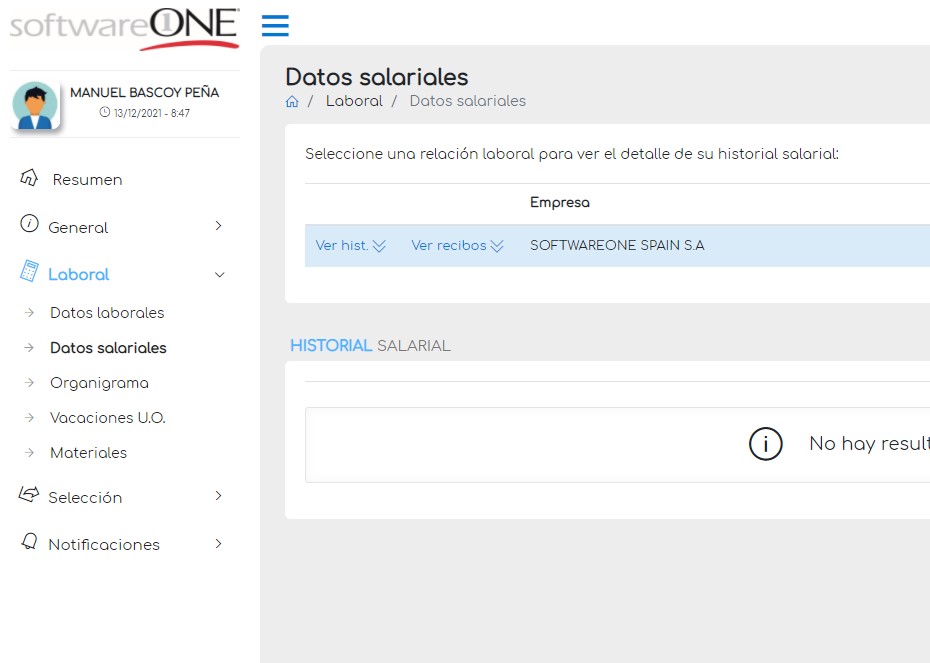 softwareONE
MANUEL BASCOY PEÑA
13/12/2021 - 8:47
Resumen
General
Laboral
Datos laborales
Datos salariales
Organigrama
Vacaciones U.O.
Materiales
Selección
Notificaciones
Datos salariales
/ Laboral / Datos salariales
Seleccione una relación laboral para ver el detalle de su historial salarial:
Empresa
Ver hist. Ver recibos SOFTWAREONE SPAIN S.A
HISTORIAL SALARIAL
No hay result